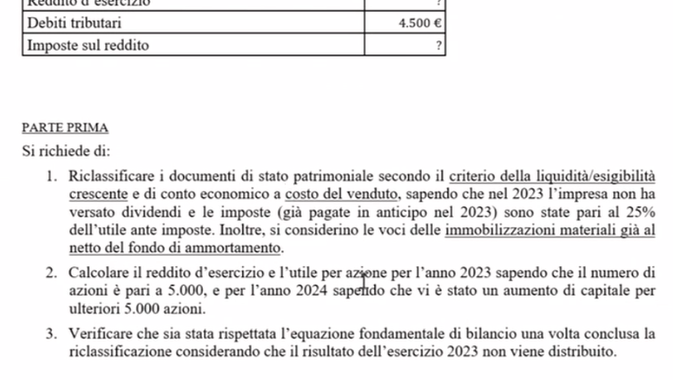 Reddito d'esercizio ?
Debiti tributari 4.500 €
Imposte sul reddito ?
PARTE PRIMA
Si richiede di:
1. Riclassificare i documenti di stato patrimoniale secondo il criterio della liquidità/esigibilità
crescente e di conto economico a costo del venduto, sapendo che nel 2023 l'impresa non ha
versato dividendi e le imposte (già pagate in anticipo nel 2023) sono state pari al 25%
dell'utile ante imposte. Inoltre, si considerino le voci delle immobilizzazioni materiali già al
netto del fondo di ammortamento.
2. Calcolare il reddito d'esercizio e l'utile per azione per l'anno 2023 sapendo che il numero di
azioni è pari a 5.000, e per l'anno 2024 sapendo che vi è stato un aumento di capitale per
ulteriori 5.000 azioni.
3. Verificare che sia stata rispettata l'equazione fondamentale di bilancio una volta conclusa la
riclassificazione considerando che il risultato dell'esercizio 2023 non viene distribuito.